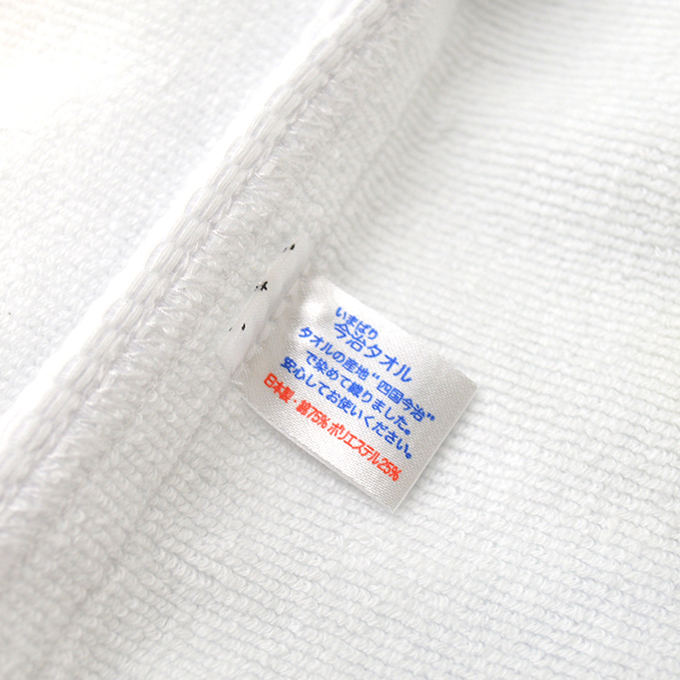 いまばり
今治タオル
タオルの産地“四国今治”
で染めて織りました。
安心してお使いください。
日本製・綿75% ポリエステル25%